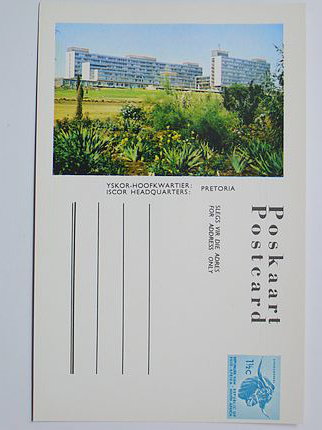 YSKOR-HOOFKWARTIER:
ISCOR HEADQUARTERS: PRETORIA
Poskaart
Postcard
SLEGS VIR DIE ADRES
FOR ADDRESS ONLY
1½C